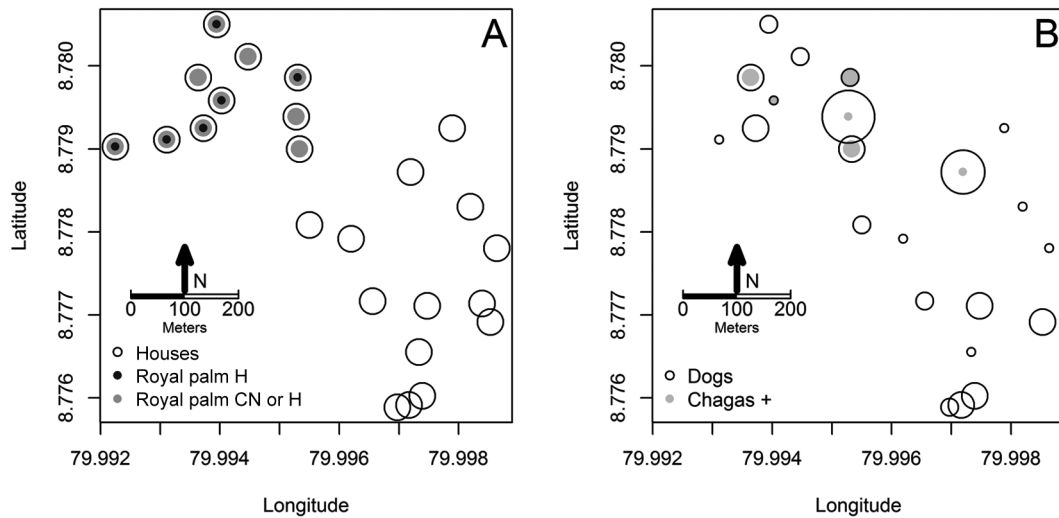 A
8.780
8.779
8.778
8.777
8.776
Latitude
N
0 100 200
Meters
Houses
Royal palm H
Royal palm CN or H
79.992 79.994 79.996 79.998
Longitude
B
8.780
8.779
8.778
8.777
8.776
Latitude
N
0 100 200
Meters
Dogs
Chagas +
79.992 79.994 79.996 79.998
Longitude